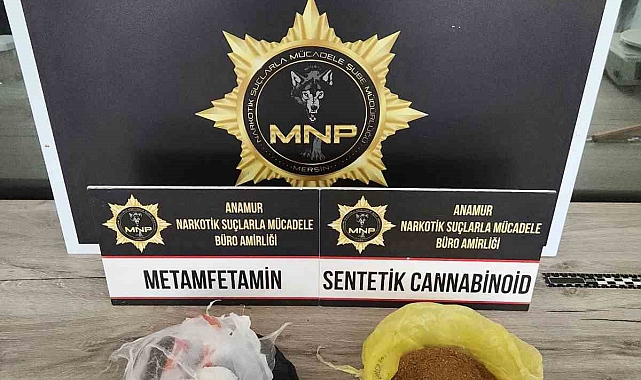 NARKOTİK SUÇLARLA MÜCADELE ŞUBE MÜDÜRLÜĞÜ
MNP
-MERSİN-
ANAMUR
NARKOTİK SUÇLARLA MÜCADELE
BÜRO AMİRLİĞİ
MNP
METAMFETAMİN
ANAMUR
NARKOTİK SUÇLARLA MÜCADELE
BÜRO AMİRLİĞİ
MNP
SENTETİK CANNABİNOİD